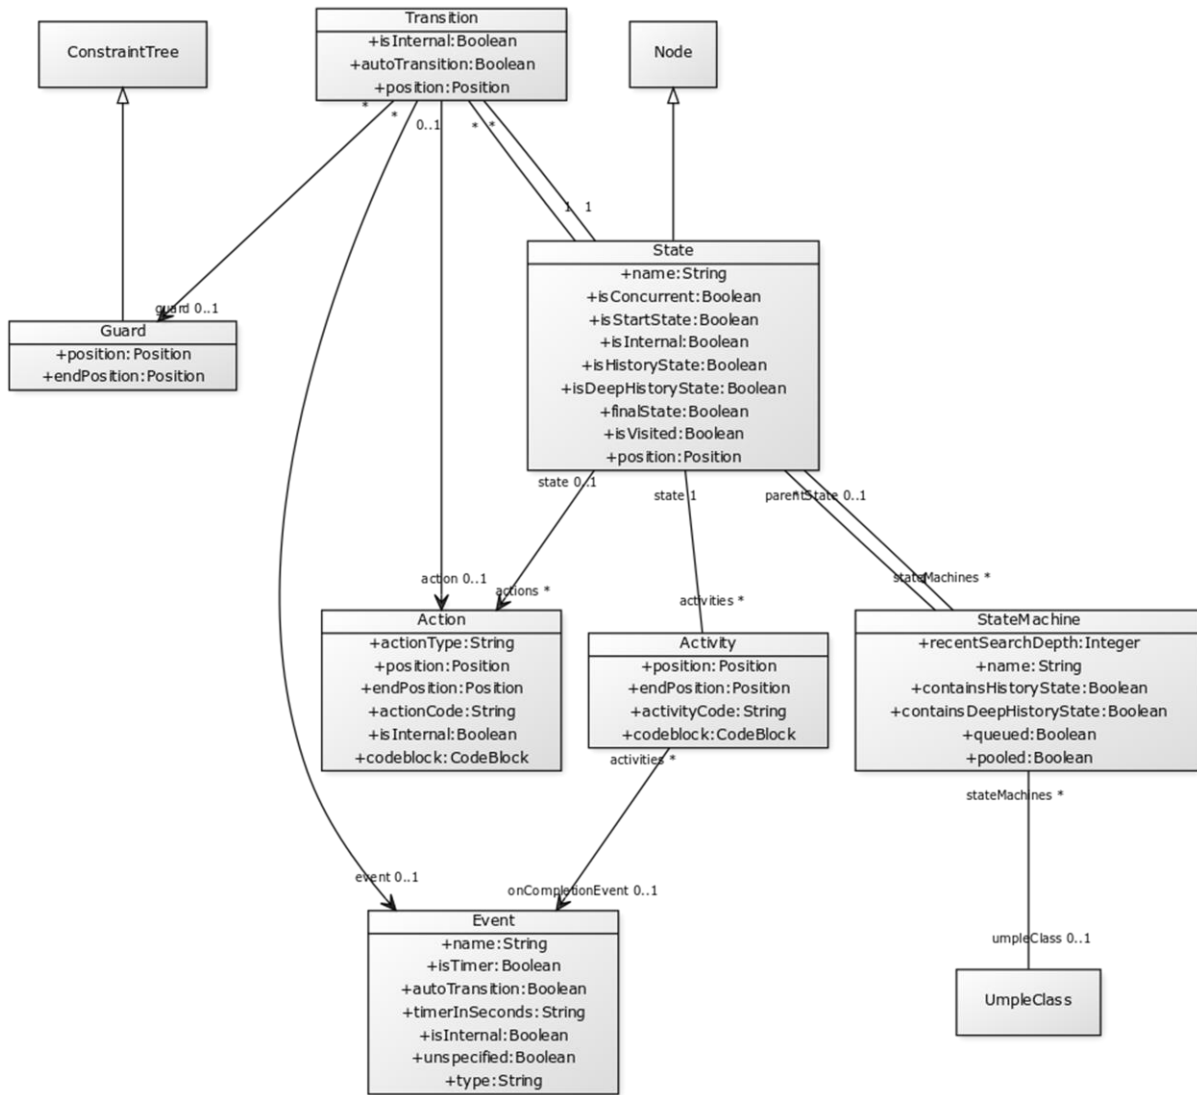 Transition
+isInternal:Boolean
+autoTransition:Boolean
+position:Position
ConstraintTree
Node
*
*
0..1
*
*
1
1
State
+name:String
+isConcurrent:Boolean
+isStartState:Boolean
+isInternal:Boolean
+isHistoryState:Boolean
+isDeepHistoryState:Boolean
+finalState:Boolean
+isVisited:Boolean
+position:Position
guard 0..1
Guard
+position:Position
+endPosition:Position
state 0..1
state 1
parentState 0..1
action 0..1
actions *
activities *
stateMachines *
Action
+actionType:String
+position:Position
+endPosition:Position
+actionCode:String
+isInternal:Boolean
+codeblock:CodeBlock
Activity
+position:Position
+endPosition:Position
+activityCode:String
+codeblock:CodeBlock
StateMachine
+recentSearchDepth:Integer
+name:String
+containsHistoryState:Boolean
+containsDeepHistoryState:Boolean
+queued:Boolean
+pooled:Boolean
activities *
stateMachines *
event 0..1
onCompletionEvent 0..1
umpleClass 0..1
Event
+name:String
+isTimer:Boolean
+autoTransition:Boolean
+timerInSeconds:String
+isInternal:Boolean
+unspecified:Boolean
+type:String
UmpleClass